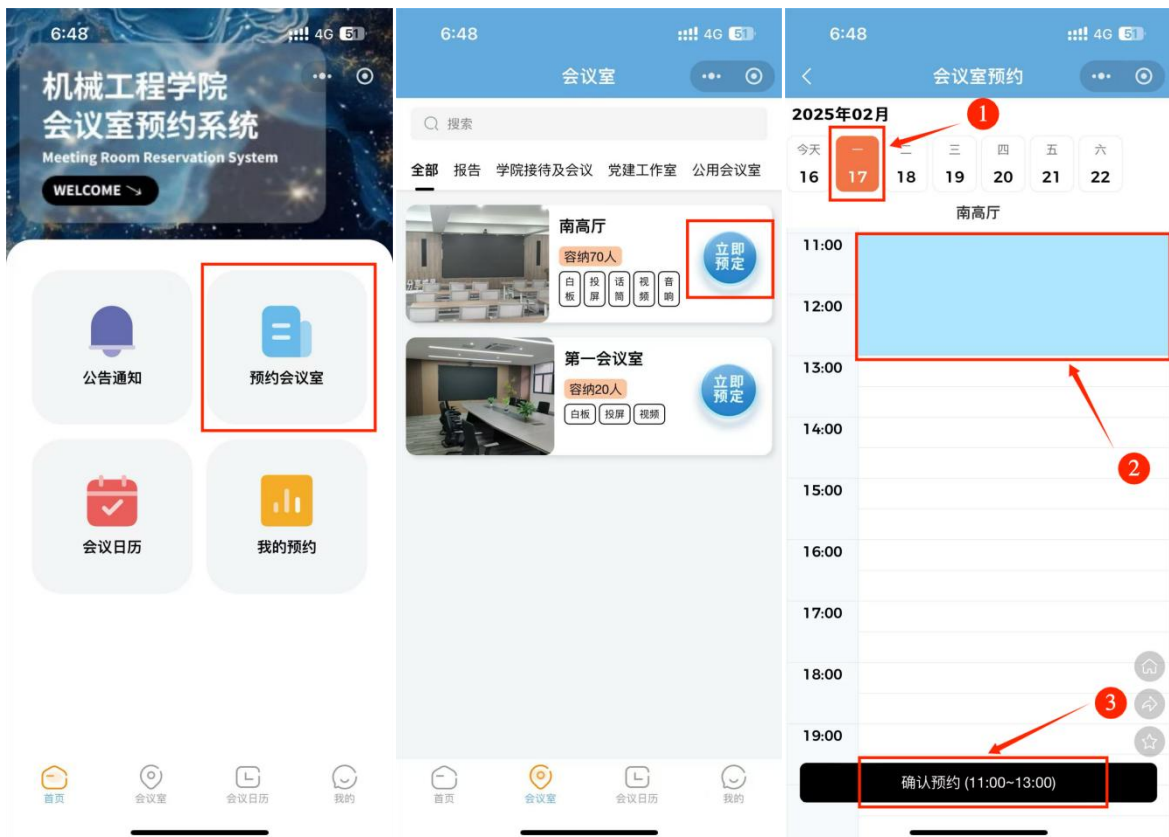 6:48
4G 51
机械工程学院
会议室预约系统
Meeting Room Reservation System
WELCOME
公告通知
预约会议室
会议日历
我的预约
首页
会议室
会议日历
我的
6:48
4G 51
会议室
搜索
全部 报告 学院接待及会议 党建工作室 公用会议室
南高厅
容纳70人
白板 投屏 话筒 视频 音响
立即预定
第一会议室
容纳20人
白板 投屏 视频
立即预定
首页
会议室
会议日历
我的
6:48
4G 51
会议室预约
2025年02月
1
今天 一 二 三 四 五 六
16 17 18 19 20 21 22
南高厅
11:00
12:00
13:00
14:00
2
15:00
16:00
17:00
18:00
3
19:00
确认预约 (11:00~13:00)